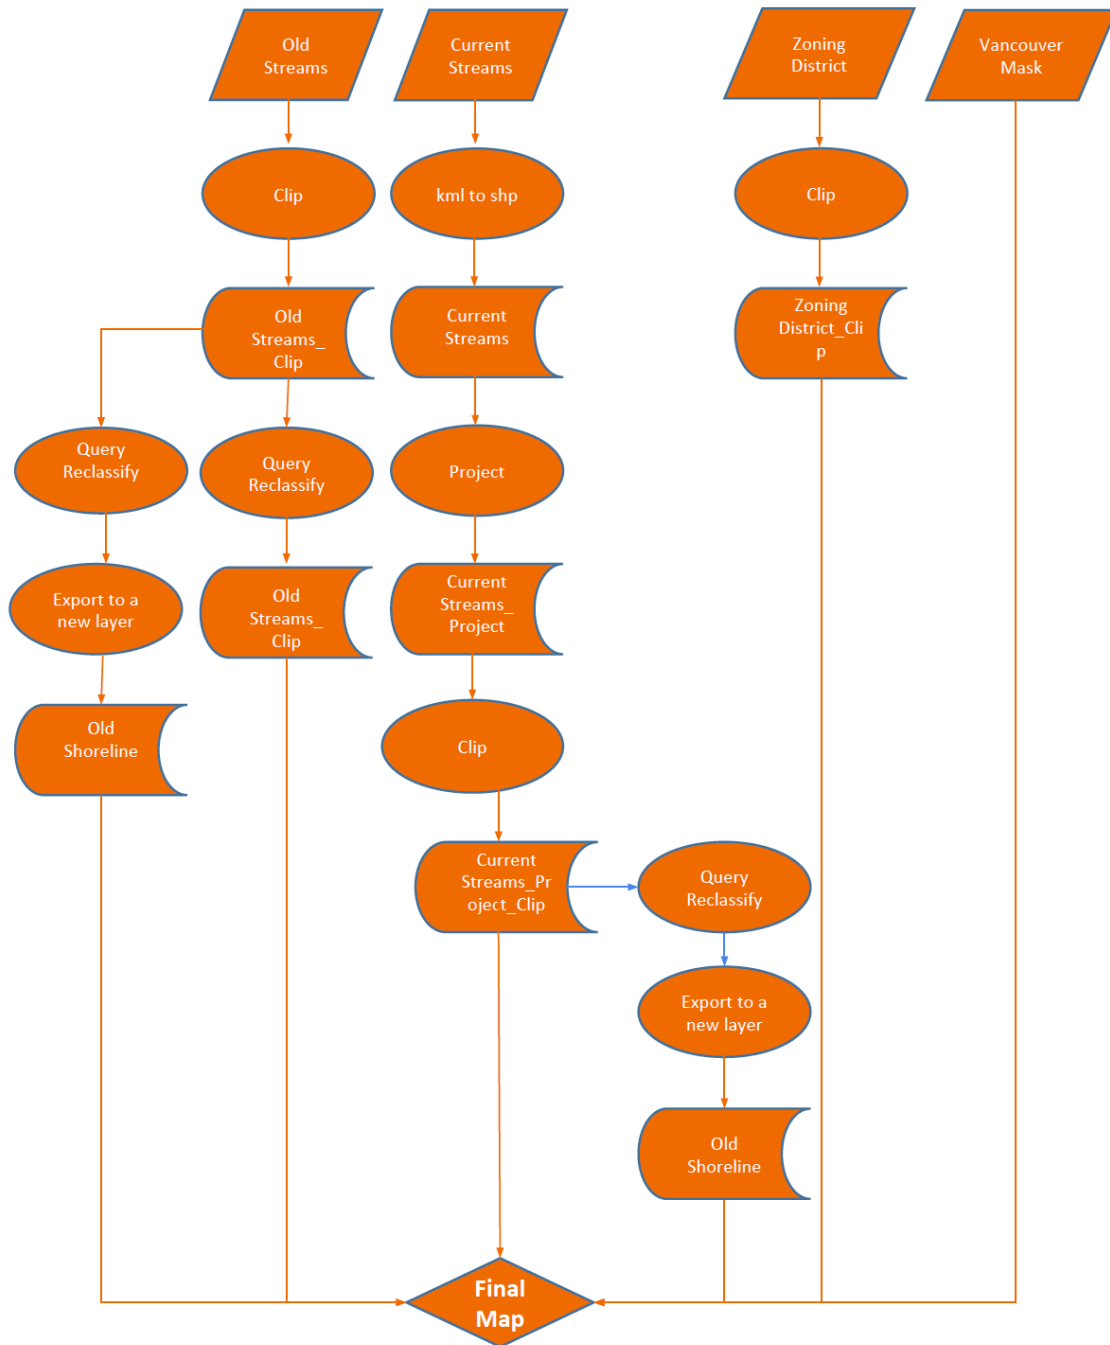 Old
Streams
Current
Streams
Zoning
District
Vancouver
Mask
Clip
kml to shp
Clip
Old
Streams_
Clip
Current
Streams
Zoning
District_Cli
p
Query
Reclassify
Query
Reclassify
Project
Export to a
new layer
Old
Streams_
Clip
Current
Streams_
Project
Old
Shoreline
Clip
Current
Streams_Pr
oject_Clip
Query
Reclassify
Export to a
new layer
Old
Shoreline
Final
Map